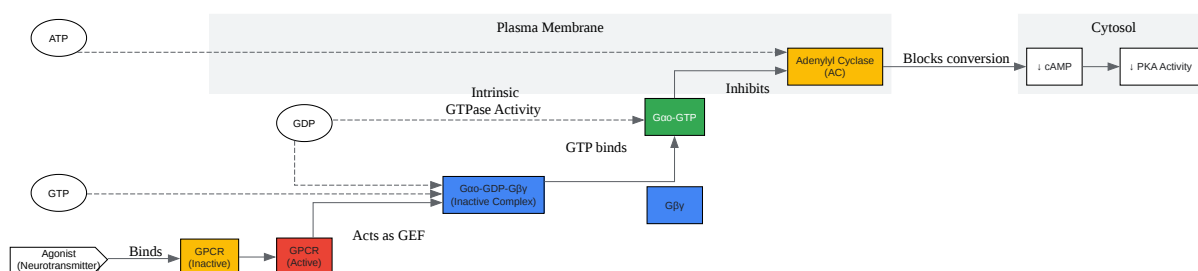 Plasma Membrane
Cytosol
ATP
Adenylyl Cyclase
(AC)
Blocks conversion
↓ cAMP
↓ PKA Activity
Inhibits
Intrinsic
GTPase Activity
GDP
Gαo-GTP
GTP binds
GTP
Gαo-GDP-Gβγ
(Inactive Complex)
Gβγ
Acts as GEF
Agonist
(Neurotransmitter)
Binds
GPCR
(Inactive)
GPCR
(Active)